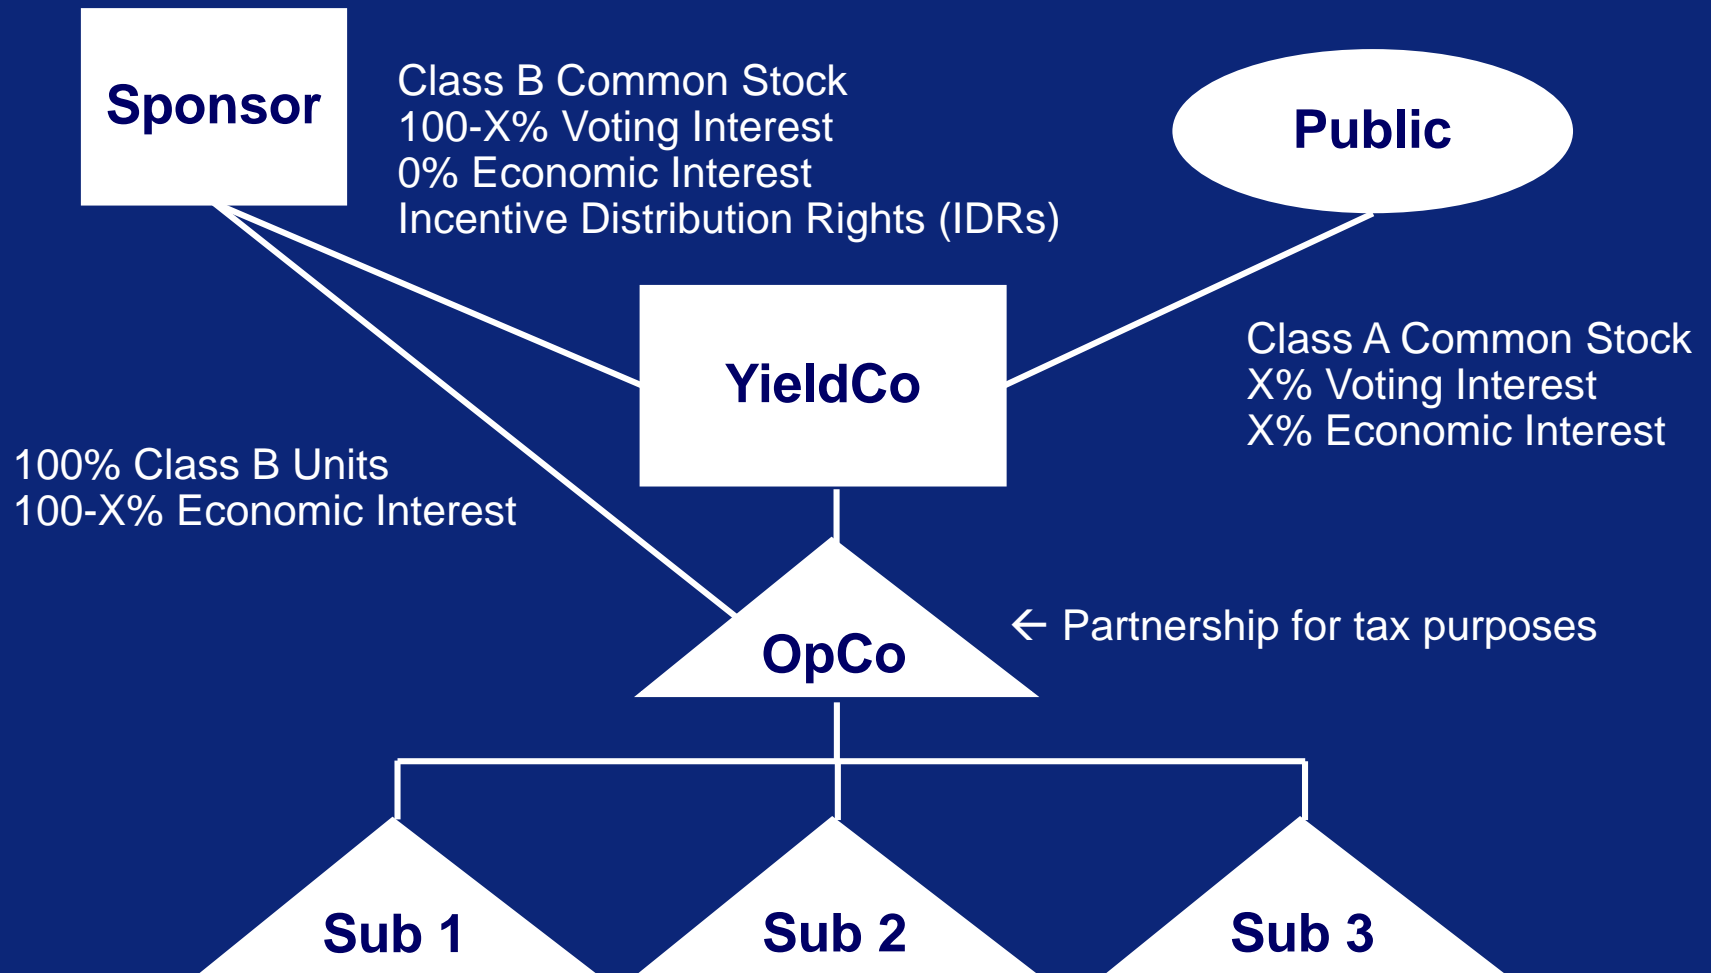 Sponsor
Class B Common Stock
100-X% Voting Interest
0% Economic Interest
Incentive Distribution Rights (IDRs)
Public
YieldCo
Class A Common Stock
X% Voting Interest
X% Economic Interest
100% Class B Units
100-X% Economic Interest
OpCo
← Partnership for tax purposes
Sub 1
Sub 2
Sub 3